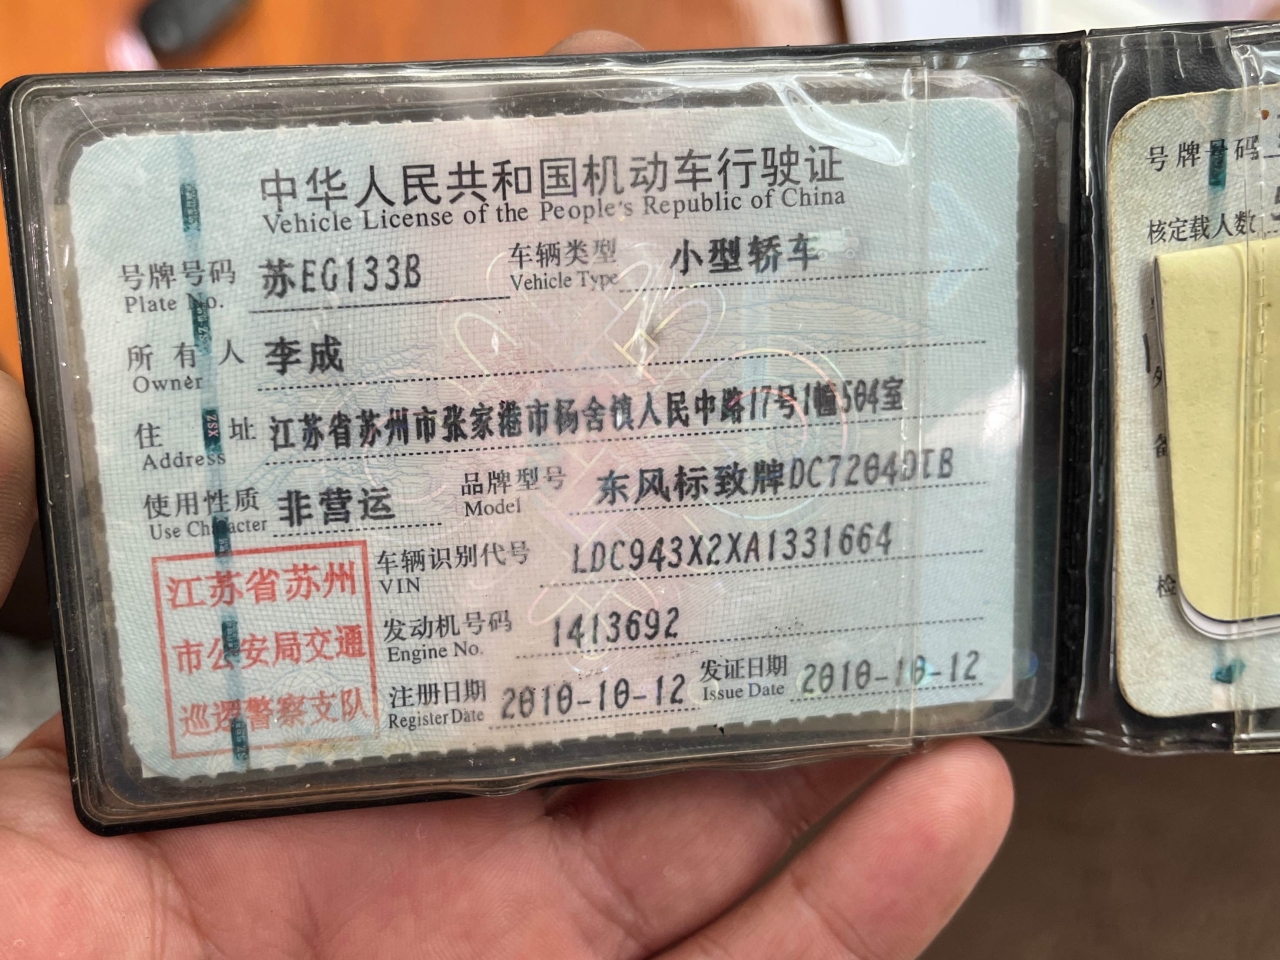 中华人民共和国机动车行驶证
Vehicle License of the People's Republic of China
号牌号码 苏EG133B 车辆类型 小型轿车
Plate No. Vehicle Type
所有人 李成
Owner
住址 江苏省苏州市张家港市杨舍镇人民中路17号1幢504室
Address
使用性质 非营运 品牌型号 东风标致牌DC7204DTB
Use Character Model
车辆识别代号 LDC943X2XA1331664
VIN
发动机号码 1413692
Engine No.
注册日期 2010-10-12 发证日期 2010-10-12
Register Date Issue Date
江苏省苏州
市公安局交通
巡逻警察支队
号牌号码
核定载人数
检